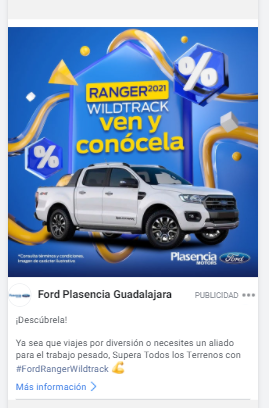 RANGER 2021
WILDTRACK
ven y
conócela
%
%
*Consulta términos y condiciones.
Imagen de carácter ilustrativo
Plasencia
MOTORS
Ford
Ford Plasencia Guadalajara
PUBLICIDAD
¡Descúbrela!
Ya sea que viajes por diversión o necesites un aliado
para el trabajo pesado, Supera Todos los Terrenos con
#FordRangerWildtrack
Más información